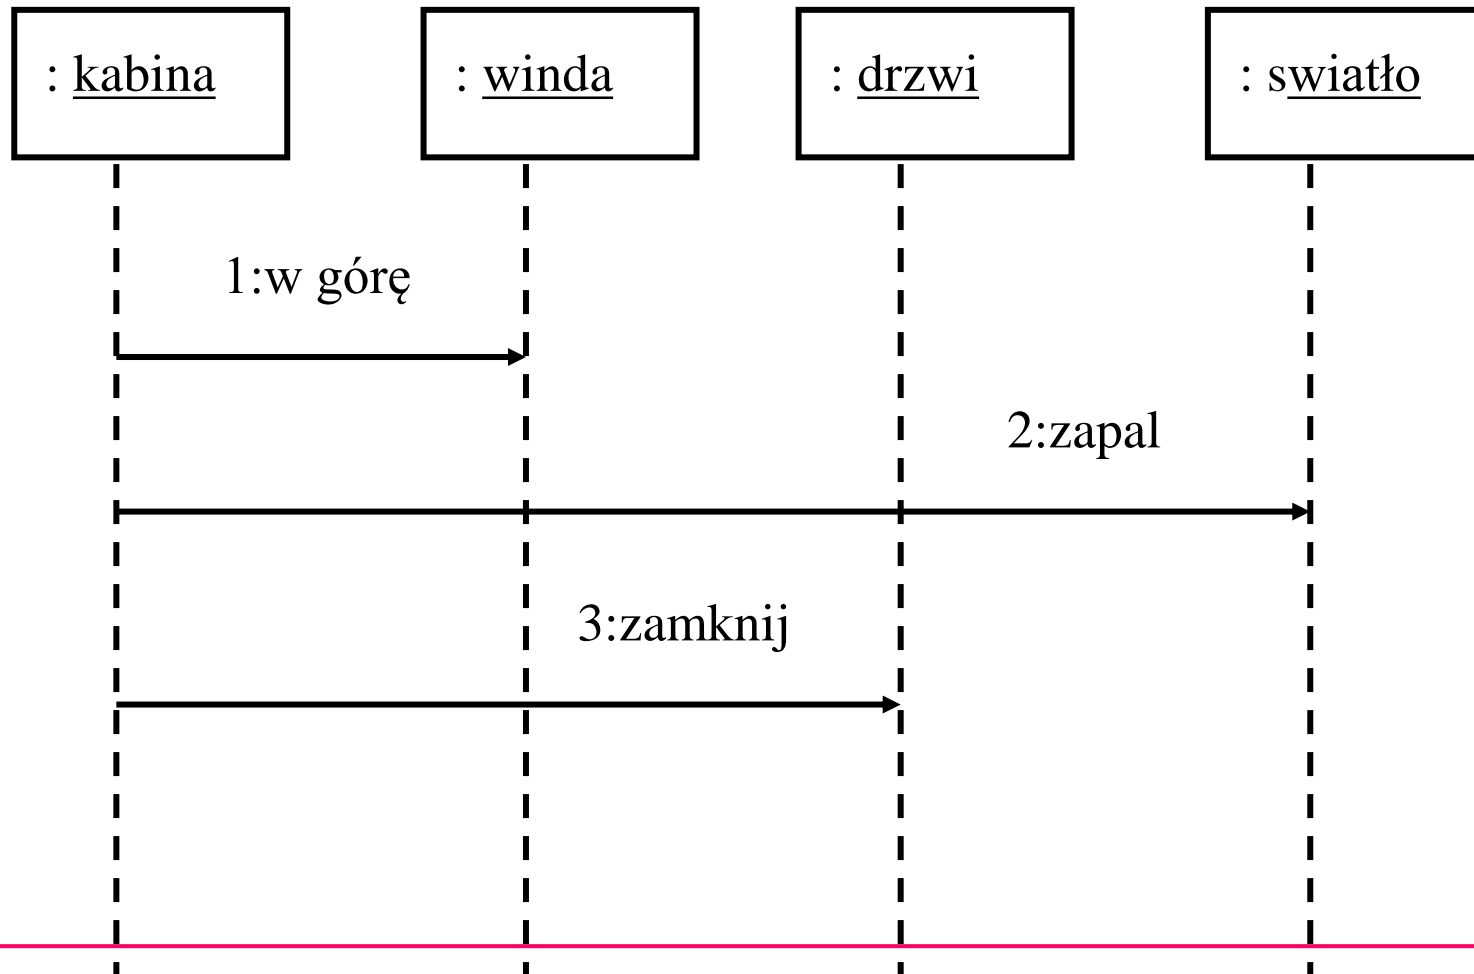 : kabina
: winda
: drzwi
: swiatło
1:w górę
2:zapal
3:zamknij